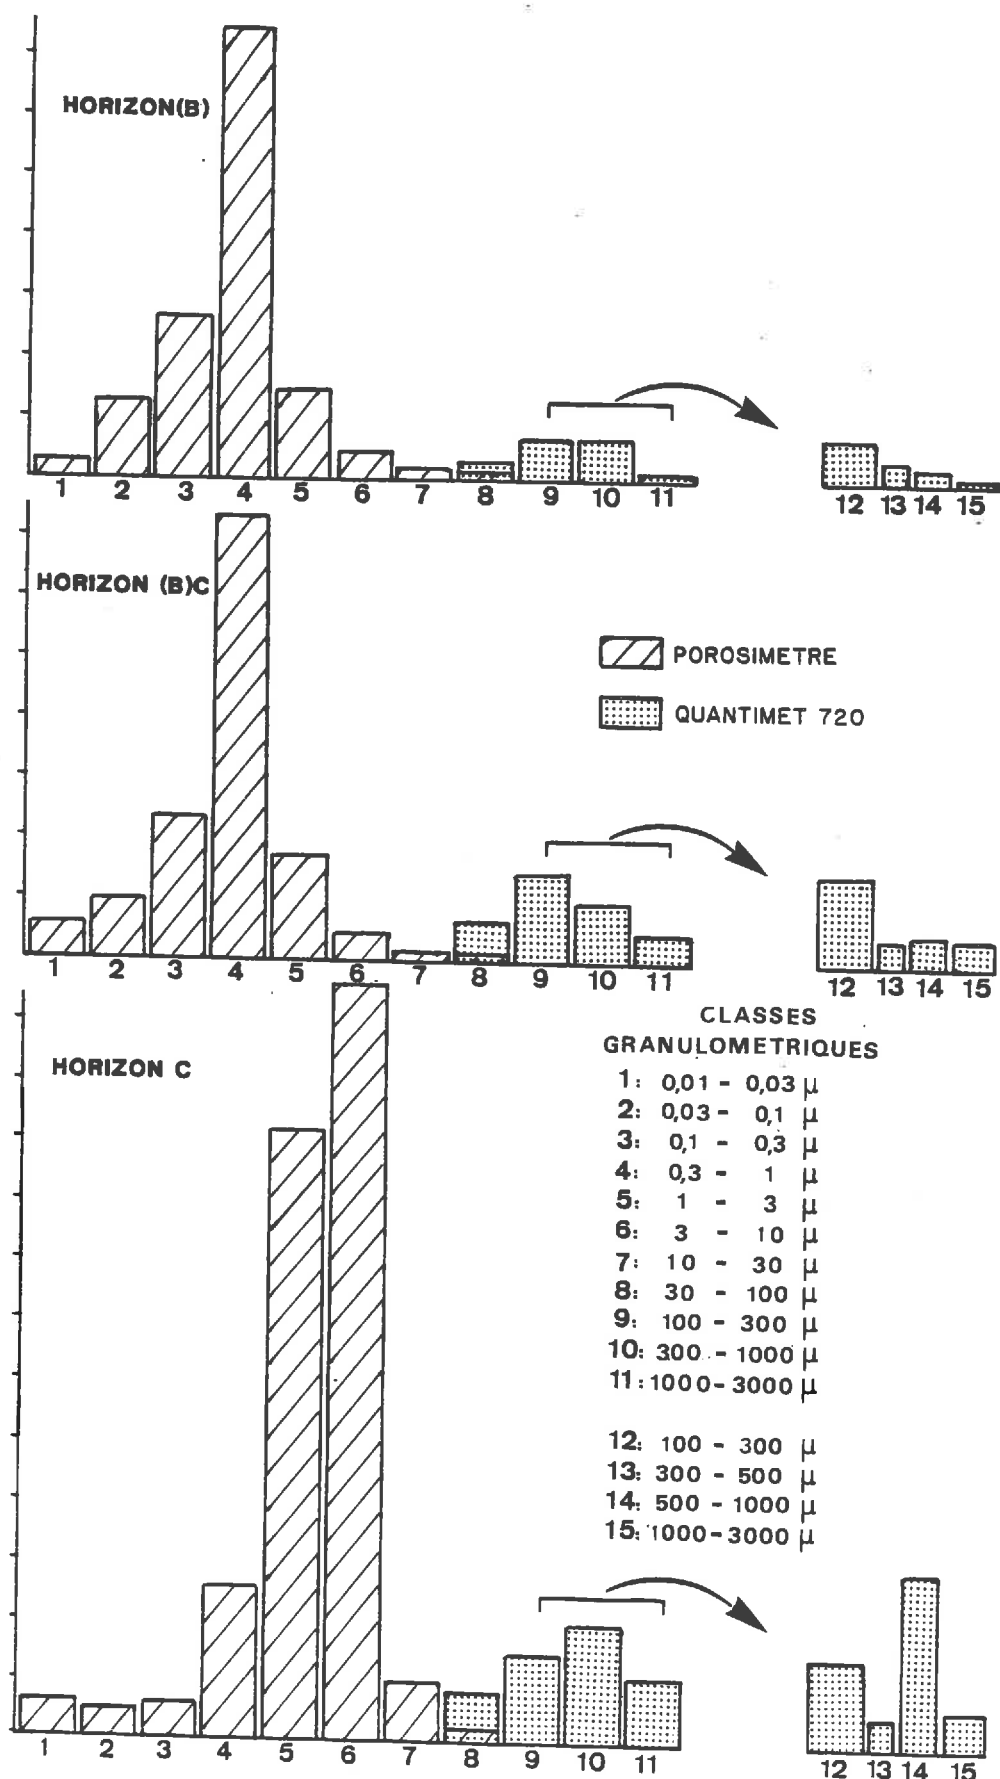 HORIZON(B)
1 2 3 4 5 6 7 8 9 10 11 12 13 14 15
HORIZON (B)C
POROSIMETRE
QUANTIMET 720
1 2 3 4 5 6 7 8 9 10 11 12 13 14 15
HORIZON C
CLASSES
GRANULOMETRIQUES
1: 0,01 - 0,03 µ
2: 0,03 - 0,1 µ
3: 0,1 - 0,3 µ
4: 0,3 - 1 µ
5: 1 - 3 µ
6: 3 - 10 µ
7: 10 - 30 µ
8: 30 - 100 µ
9: 100 - 300 µ
10: 300 - 1000 µ
11: 1000 - 3000 µ
12: 100 - 300 µ
13: 300 - 500 µ
14: 500 - 1000 µ
15: 1000 - 3000 µ
1 2 3 4 5 6 7 8 9 10 11 12 13 14 15